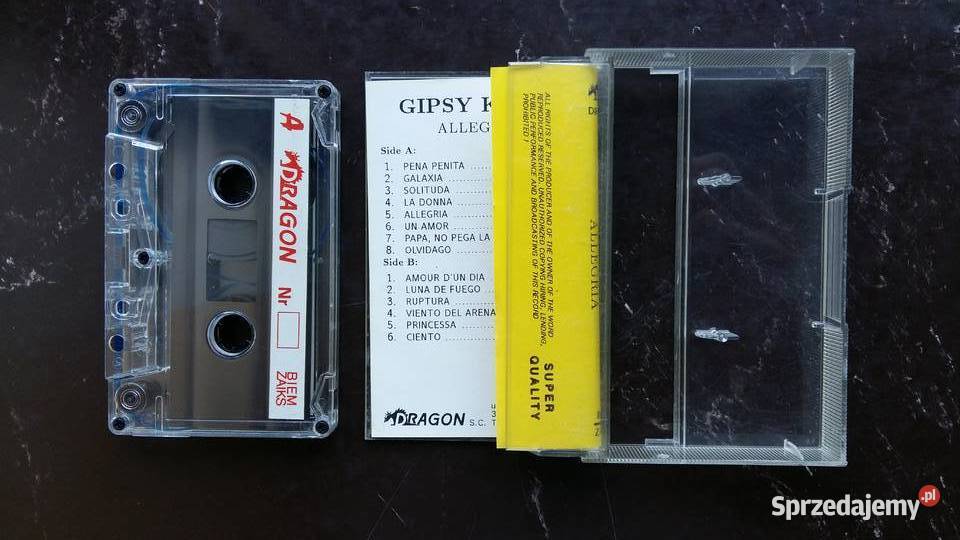 A
DRAGON
Nr
BIEM
ZAIKS
GIPSY K
ALLEG
Side A:
1. PENA PENITA ......
2. GALAXIA ......
3. SOLITUDA ......
4. LA DONNA ......
5. ALLEGRIA ......
6. UN AMOR ......
7. PAPA, NO PEGA LA
8. OLVIDAGO ......
Side B:
1. AMOUR D'UN DIA
2. LUNA DE FUEGO ..
3. RUPTURA ......
4. VIENTO DEL ARENA
5. PRINCESSA ......
6. CIENTO ......
DRAGON S.C. T
ALL RIGHTS OF THE PRODUCER AND OF THE OWNER OF THE WORD
REPRODUCED RESERVED, UNAUTHORIZED COPYING HIRING, LENDING,
PUBLIC PERFORMANCE AND BROADCASTING OF THIS RECORD
PROHIBITED ?
SUPER
QUALITY
ALLEGRIA
Sprzedajemy.pl